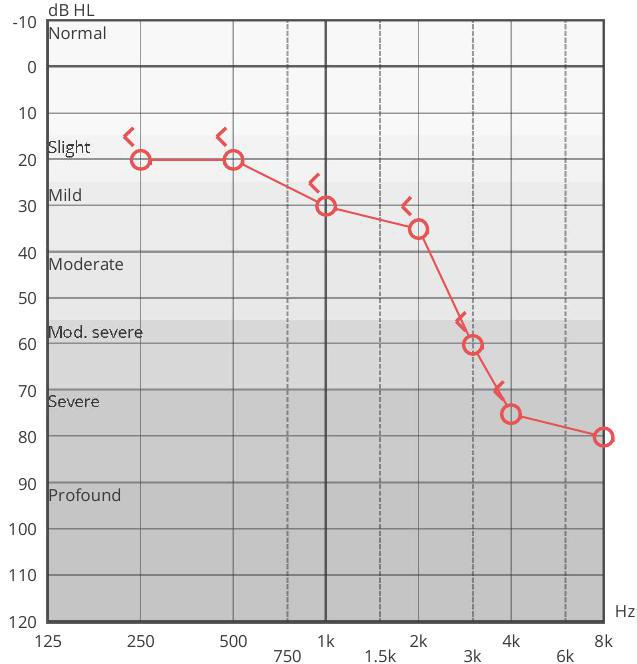 dB HL
-10
Normal
0
10
Slight
20
Mild
30
40
Moderate
50
Mod. severe
60
70
Severe
80
90
Profound
100
110
120
Hz
125 250 500 1k 2k 4k 8k
750 1.5k 3k 6k